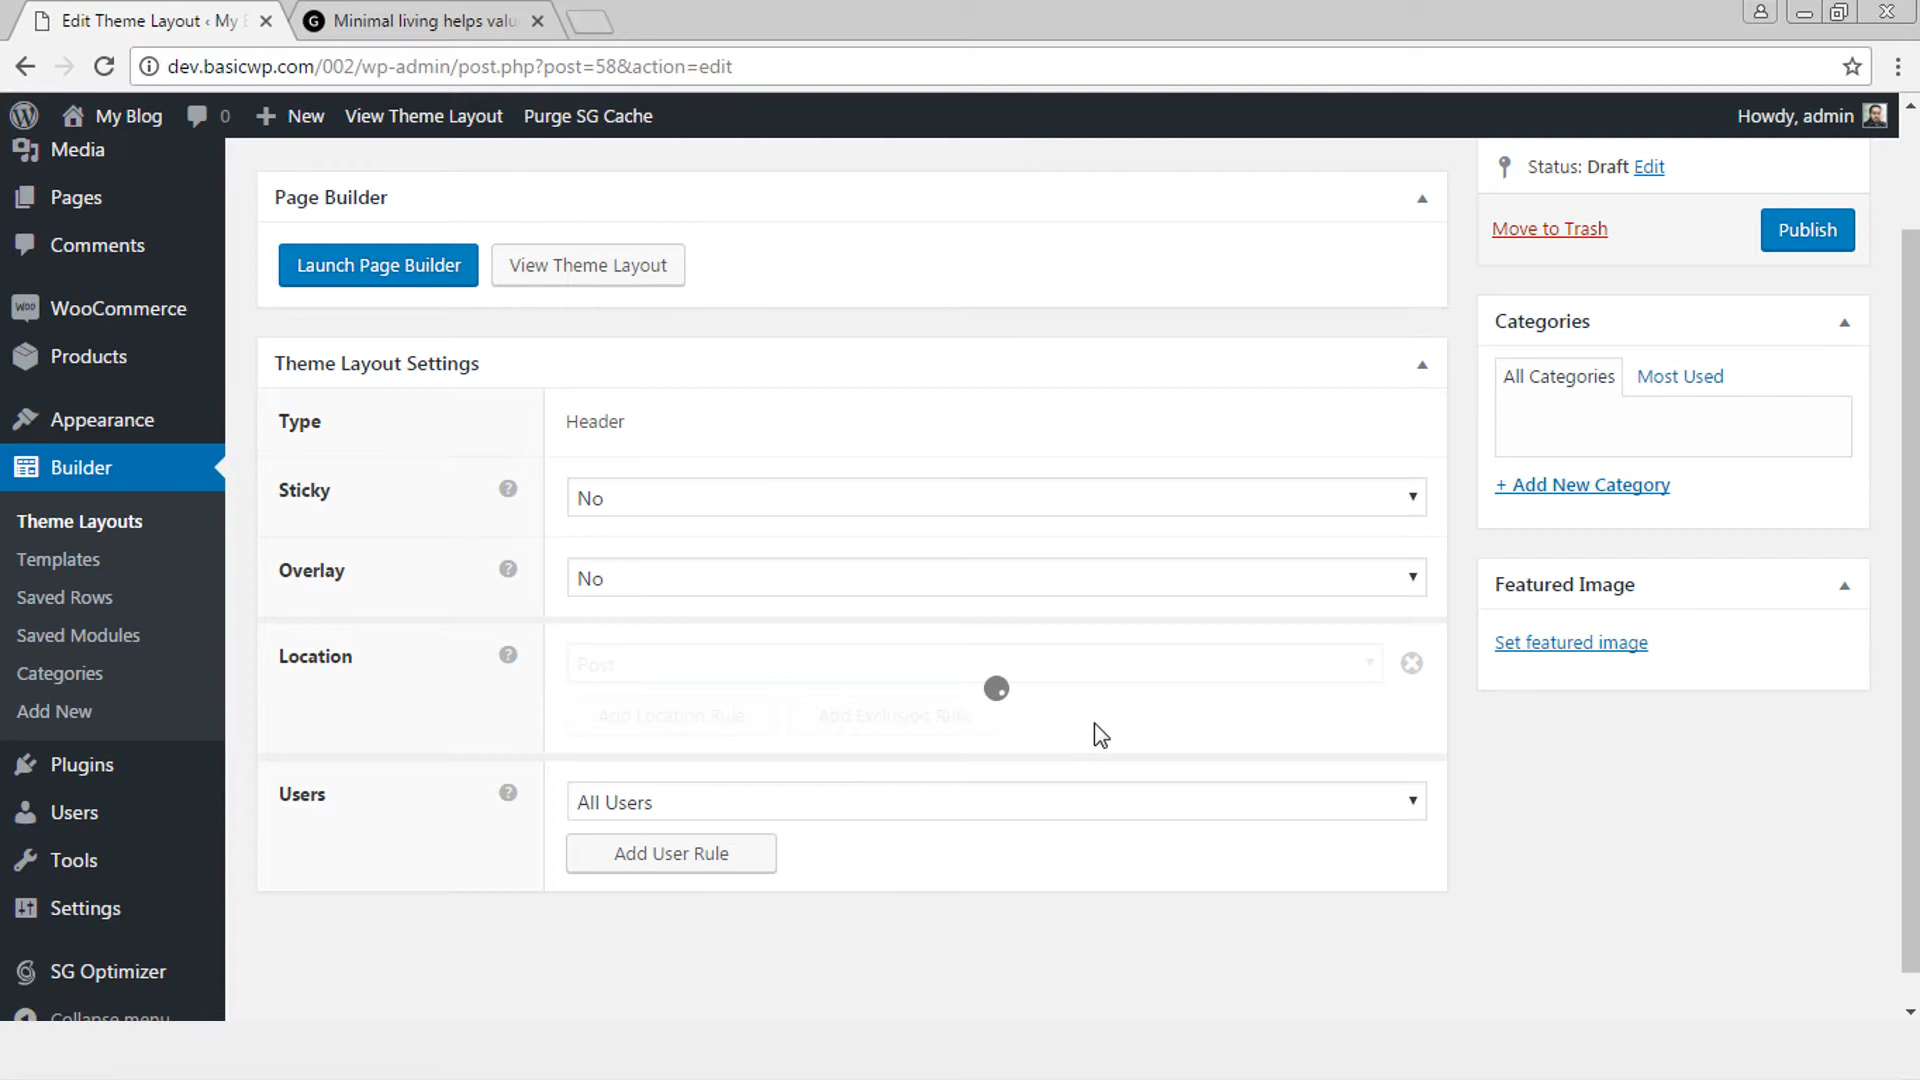 Edit Theme Layout ‹ My B
Minimal living helps valu
dev.basicwp.com/002/wp-admin/post.php?post=58&action=edit
My Blog 0 New View Theme Layout Purge SG Cache Howdy, admin
Media
Pages
Comments
WOO WooCommerce
Products
Appearance
Builder
Theme Layouts
Templates
Saved Rows
Saved Modules
Categories
Add New
Plugins
Users
Tools
Settings
SG Optimizer
Collapse menu
Page Builder
Launch Page Builder View Theme Layout
Theme Layout Settings
Type Header
Sticky ? No
Overlay ? No
Location ? Post
Add Location Rule Add Exclusion Rule
Users ? All Users
Add User Rule
Status: Draft Edit
Move to Trash Publish
Categories
All Categories Most Used
+ Add New Category
Featured Image
Set featured image